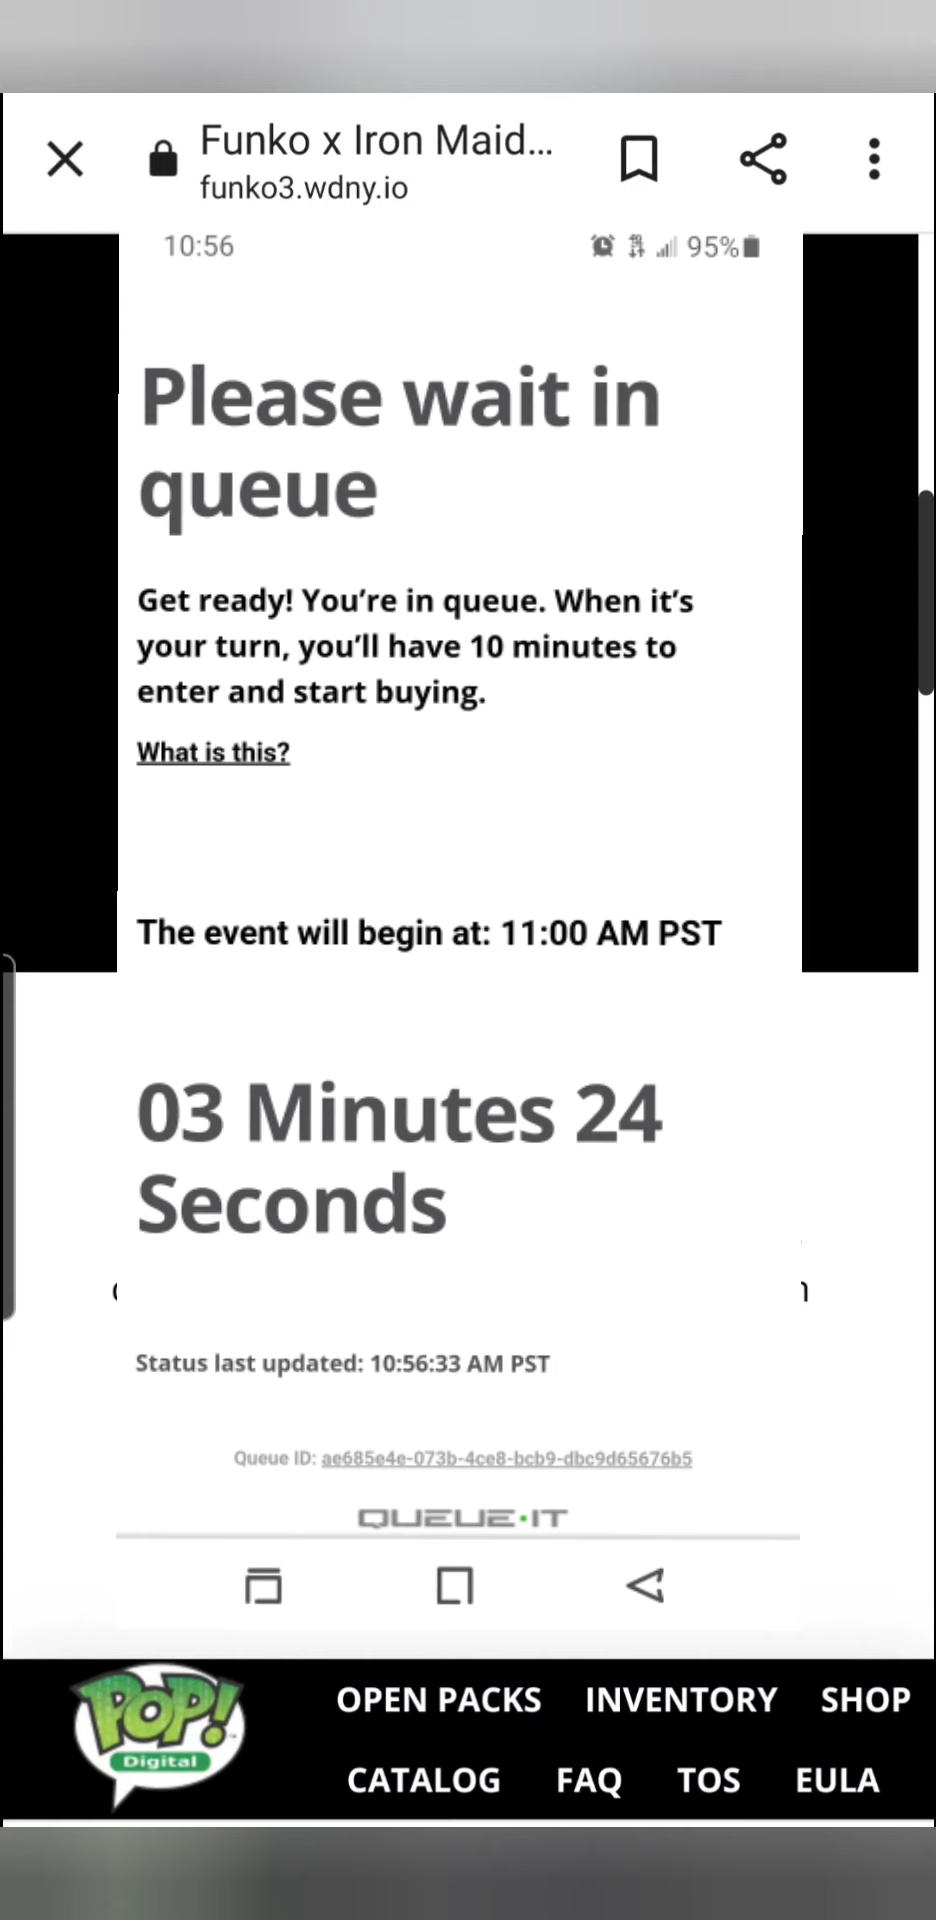 Funko x Iron Maid...
funko3.wdny.io
10:56
95%
Please wait in
queue
Get ready! You’re in queue. When it’s
your turn, you’ll have 10 minutes to
enter and start buying.
What is this?
The event will begin at: 11:00 AM PST
03 Minutes 24
Seconds
Status last updated: 10:56:33 AM PST
Queue ID: ae685e4e-073b-4ce8-bcb9-dbc9d65676b5
QUEUE·IT
POP!
Digital
OPEN PACKS INVENTORY SHOP
CATALOG FAQ TOS EULA